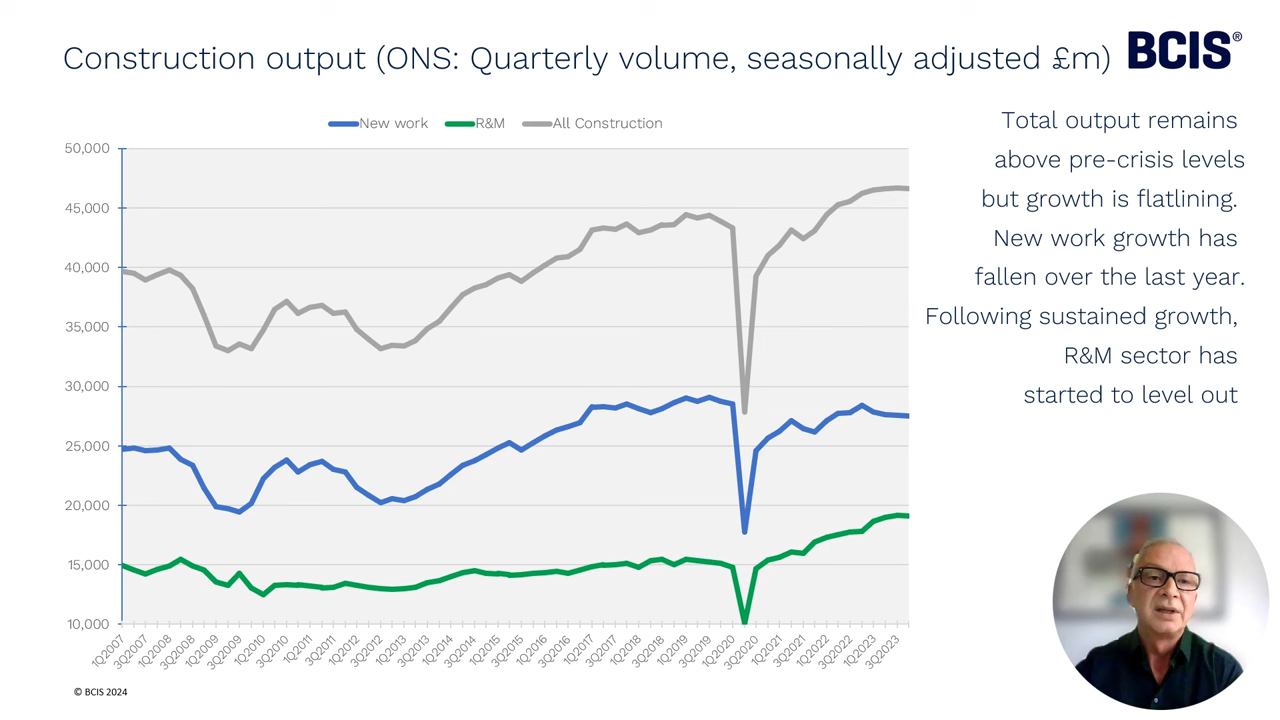 Construction output (ONS: Quarterly volume, seasonally adjusted £m)
BCIS®
New work R&M All Construction
50,000
45,000
40,000
35,000
30,000
25,000
20,000
15,000
10,000
1Q2007 3Q2007 1Q2008 3Q2008 1Q2009 3Q2009 1Q2010 3Q2010 1Q2011 3Q2011 1Q2012 3Q2012 1Q2013 3Q2013 1Q2014 3Q2014 1Q2015 3Q2015 1Q2016 3Q2016 1Q2017 3Q2017 1Q2018 3Q2018 1Q2019 3Q2019 1Q2020 3Q2020 1Q2021 3Q2021 1Q2022 3Q2022 1Q2023 3Q2023
Total output remains
above pre-crisis levels
but growth is flatlining.
New work growth has
fallen over the last year.
Following sustained growth,
R&M sector has
started to level out
© BCIS 2024